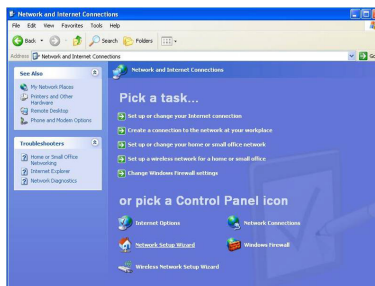 Network and Internet Connections
File Edit View Favorites Tools Help
Back Search Folders
Address Network and Internet Connections Go
See Also
My Network Places
Printers and Other
Hardware
Remote Desktop
Phone and Modem Options
Troubleshooters
Home or Small Office
Networking
Internet Explorer
Network Diagnostics
Network and Internet Connections
Pick a task...
Set up or change your Internet connection
Create a connection to the network at your workplace
Set up or change your home or small office network
Set up a wireless network for a home or small office
Change Windows Firewall settings
or pick a Control Panel icon
Internet Options Network Connections
Network Setup Wizard Windows Firewall
Wireless Network Setup Wizard